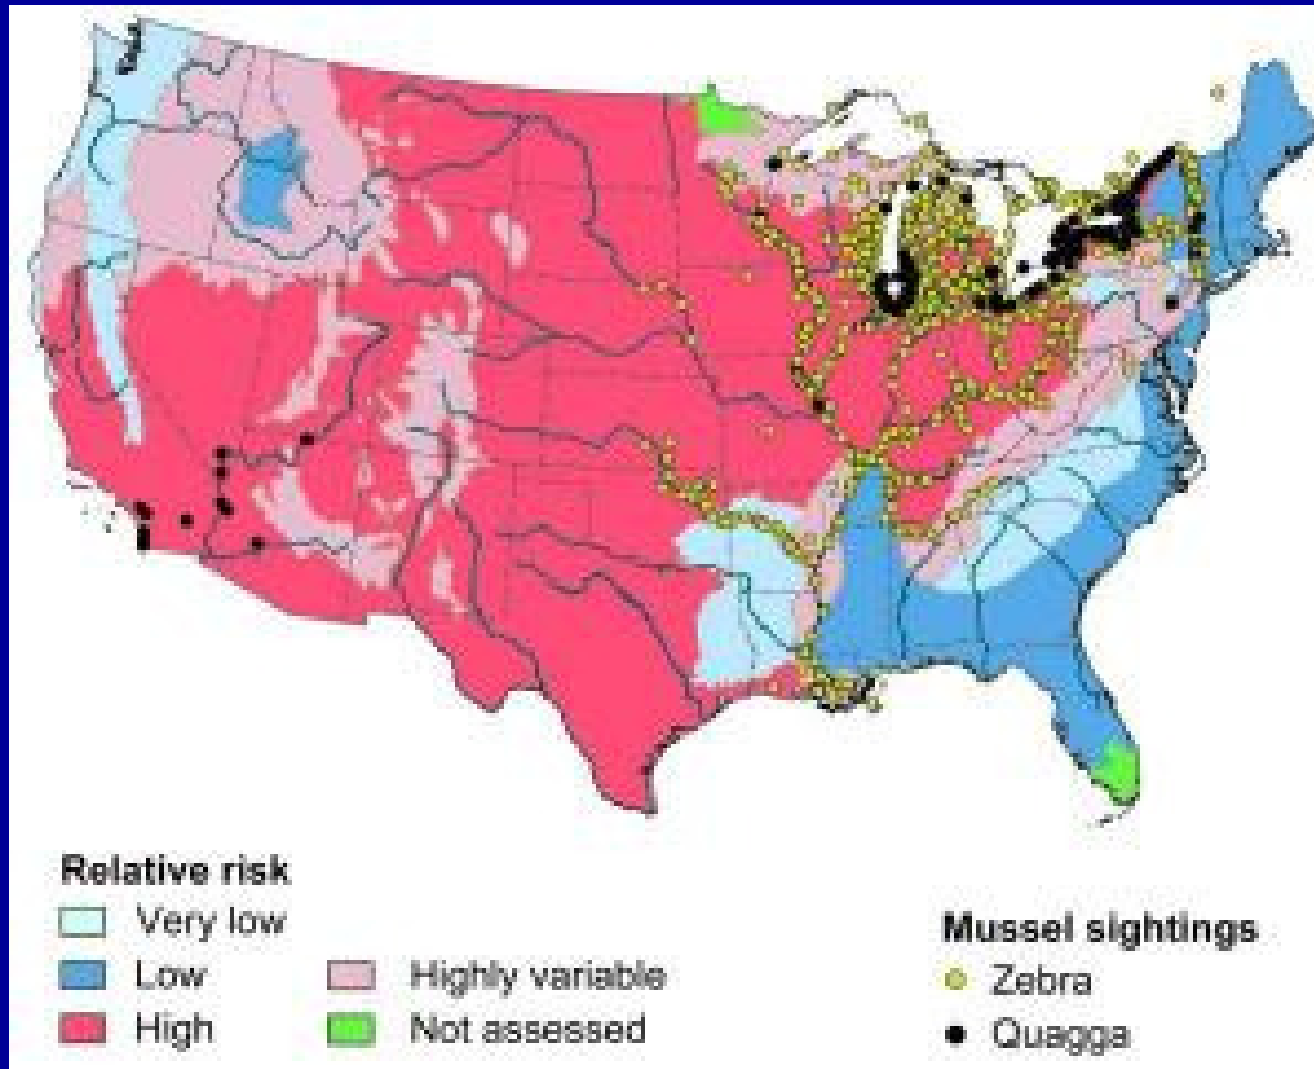 Relative risk
Very low
Low
High
Highly variable
Not assessed
Mussel sightings
Zebra
Quagga